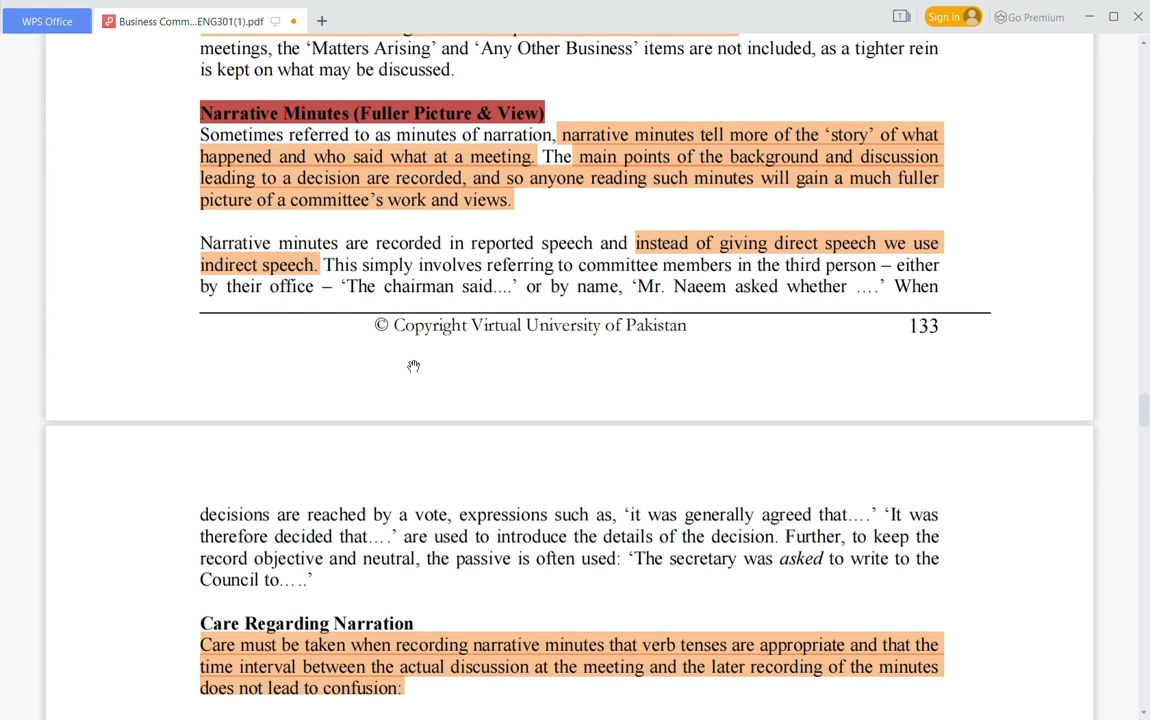 WPS Office
Business Comm...ENG301(1).pdf
Sign in
Go Premium
meetings, the ‘Matters Arising’ and ‘Any Other Business’ items are not included, as a tighter rein
is kept on what may be discussed.
Narrative Minutes (Fuller Picture & View)
Sometimes referred to as minutes of narration, narrative minutes tell more of the ‘story’ of what
happened and who said what at a meeting. The main points of the background and discussion
leading to a decision are recorded, and so anyone reading such minutes will gain a much fuller
picture of a committee’s work and views.
Narrative minutes are recorded in reported speech and instead of giving direct speech we use
indirect speech. This simply involves referring to committee members in the third person – either
by their office – ‘The chairman said....’ or by name, ‘Mr. Naeem asked whether ….’ When
© Copyright Virtual University of Pakistan 133
decisions are reached by a vote, expressions such as, ‘it was generally agreed that….’ ‘It was
therefore decided that….’ are used to introduce the details of the decision. Further, to keep the
record objective and neutral, the passive is often used: ‘The secretary was asked to write to the
Council to…..’
Care Regarding Narration
Care must be taken when recording narrative minutes that verb tenses are appropriate and that the
time interval between the actual discussion at the meeting and the later recording of the minutes
does not lead to confusion: